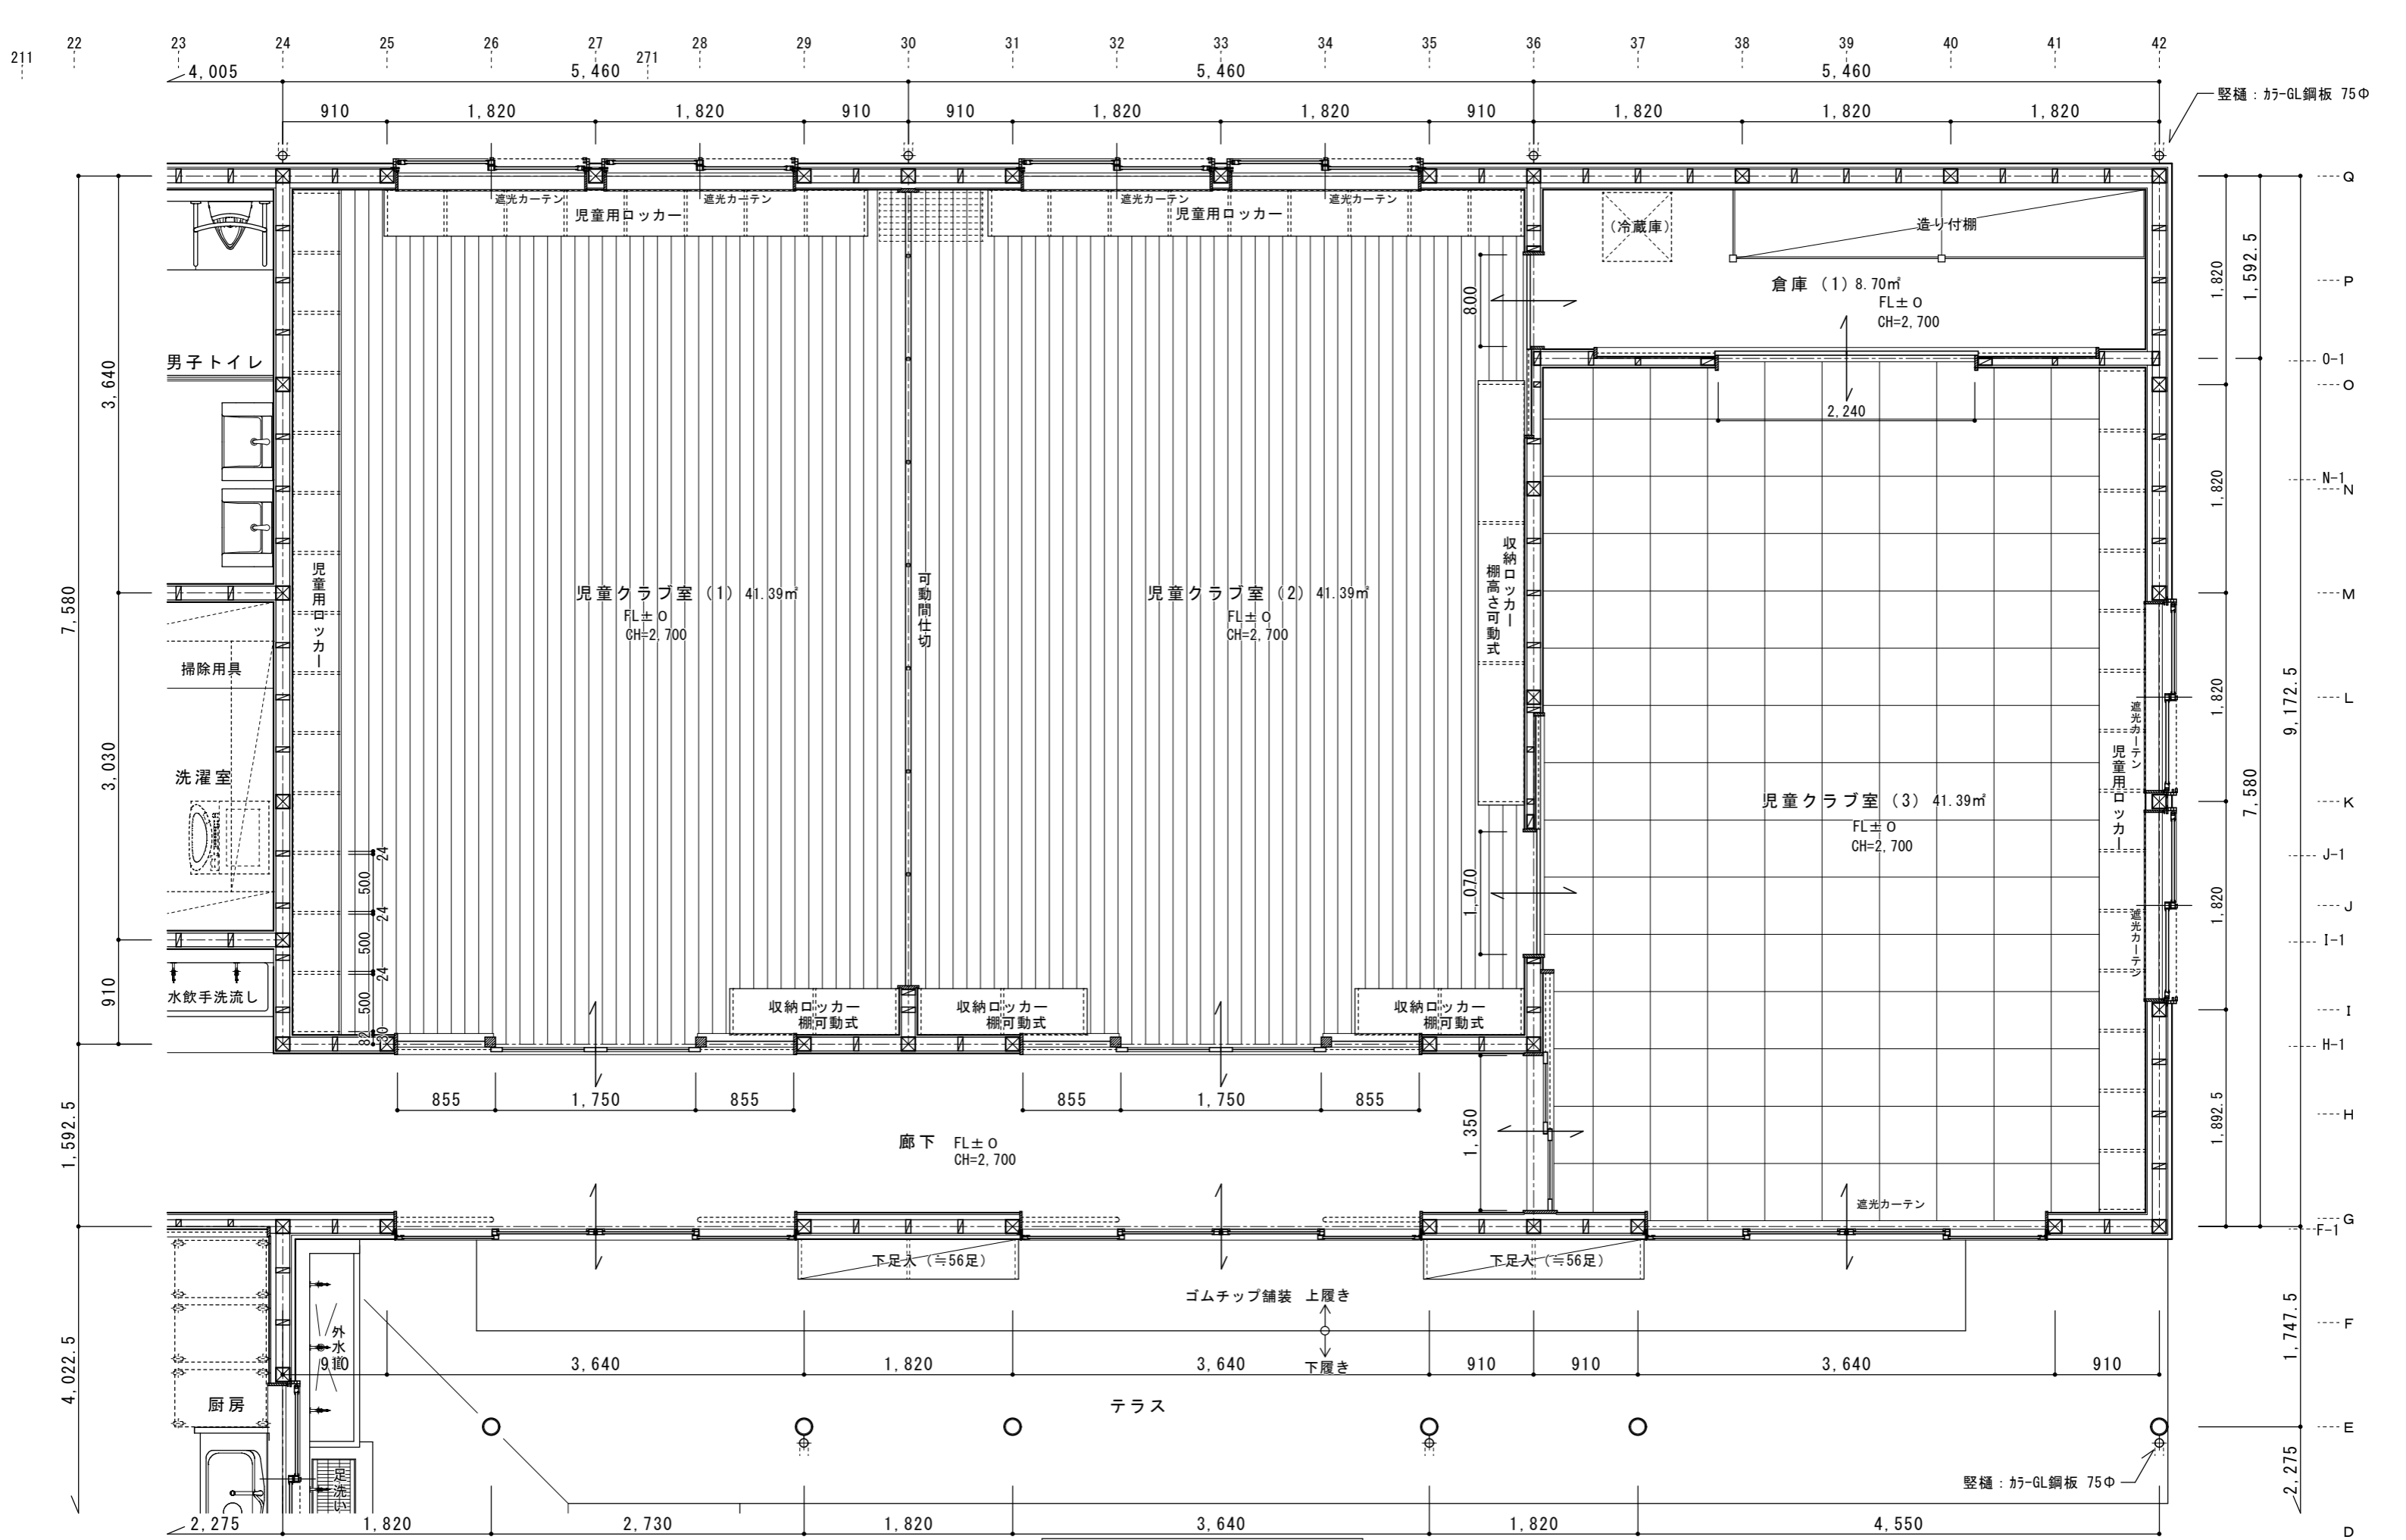 211 22 23 24 25 26 27 271 28 29 30 31 32 33 34 35 36 37 38 39 40 41 42
4,005 5,460 5,460 5,460
竪樋：ｶﾗｰGL鋼板 75Φ
910 1,820 1,820 910 910 1,820 1,820 910 1,820 1,820 1,820
遮光カーテン 遮光カーテン 遮光カーテン 遮光カーテン
児童用ロッカー 児童用ロッカー
(冷蔵庫) 造り付棚
倉庫（1）8.70㎡
FL±0
CH=2,700
800
男子トイレ
2,240
児童用ロッカー
児童クラブ室（1）41.39㎡
FL±0
CH=2,700
可動間仕切
児童クラブ室（2）41.39㎡
FL±0
CH=2,700
収納ロッカー
棚高さ可動式
掃除用具
洗濯室
児童クラブ室（3）41.39㎡
FL±0
CH=2,700
遮光カーテン
児童用ロッカー
遮光カーテン
1,070
24
500
24
500
24
500
水飲手洗流し
収納ロッカー
棚可動式
収納ロッカー
棚可動式
収納ロッカー
棚可動式
855 1,750 855 855 1,750 855
1,350
廊下 FL±0
CH=2,700
遮光カーテン
下足入（≒56足） 下足入（≒56足）
ゴムチップ舗装 上履き
下履き
外水道
910 3,640 1,820 3,640 910 910 3,640 910
厨房
テラス
足洗い
竪樋：ｶﾗｰGL鋼板 75Φ
2,275 1,820 2,730 1,820 3,640 1,820 4,550
7,580
1,592.5
4,022.5
3,640
3,030
910
1,820
1,820
1,820
1,820
1,892.5
1,592.5
7,580
9,172.5
1,747.5
2,275
Q
P
O-1
O
N-1
N
M
L
K
J-1
J
I-1
I
H-1
H
G
F-1
F
E
D